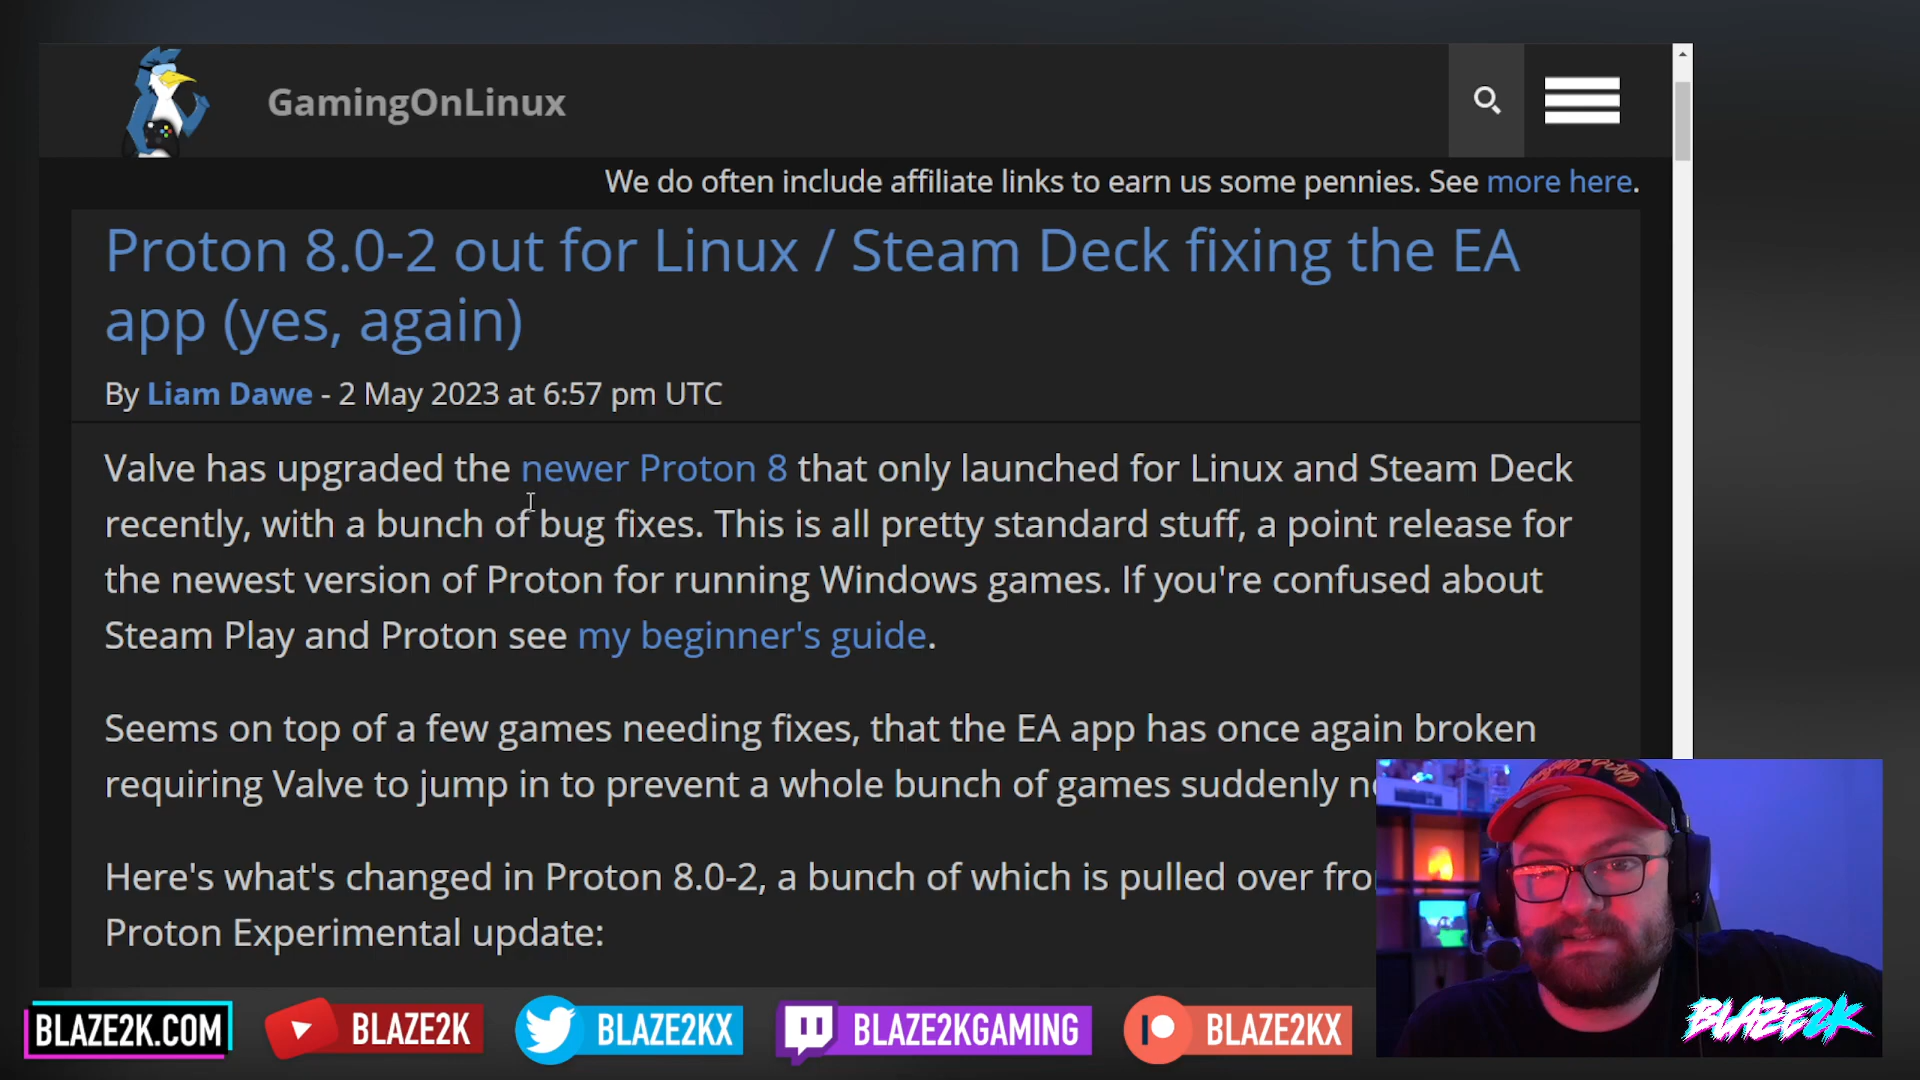 GamingOnLinux
We do often include affiliate links to earn us some pennies. See more here.
Proton 8.0-2 out for Linux / Steam Deck fixing the EA
app (yes, again)
By Liam Dawe - 2 May 2023 at 6:57 pm UTC
Valve has upgraded the newer Proton 8 that only launched for Linux and Steam Deck
recently, with a bunch of bug fixes. This is all pretty standard stuff, a point release for
the newest version of Proton for running Windows games. If you're confused about
Steam Play and Proton see my beginner's guide.
Seems on top of a few games needing fixes, that the EA app has once again broken
requiring Valve to jump in to prevent a whole bunch of games suddenly
Here's what's changed in Proton 8.0-2, a bunch of which is pulled over
Proton Experimental update:
BLAZE2K.COM
BLAZE2K
BLAZE2KX
BLAZE2KGAMING
BLAZE2KX
BLAZE2K